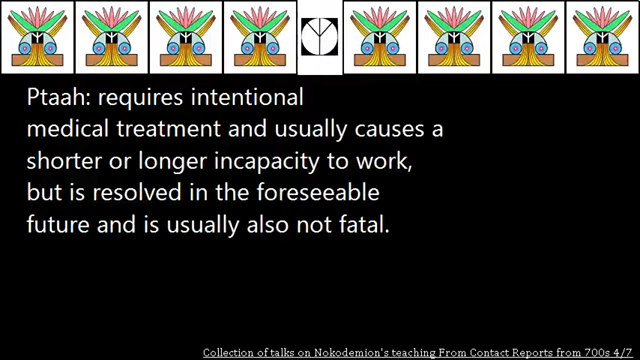 Ptaah: requires intentional
medical treatment and usually causes a
shorter or longer incapacity to work,
but is resolved in the foreseeable
future and is usually also not fatal.
Collection of talks on Nokodemion's teaching From Contact Reports from 700s 4/7